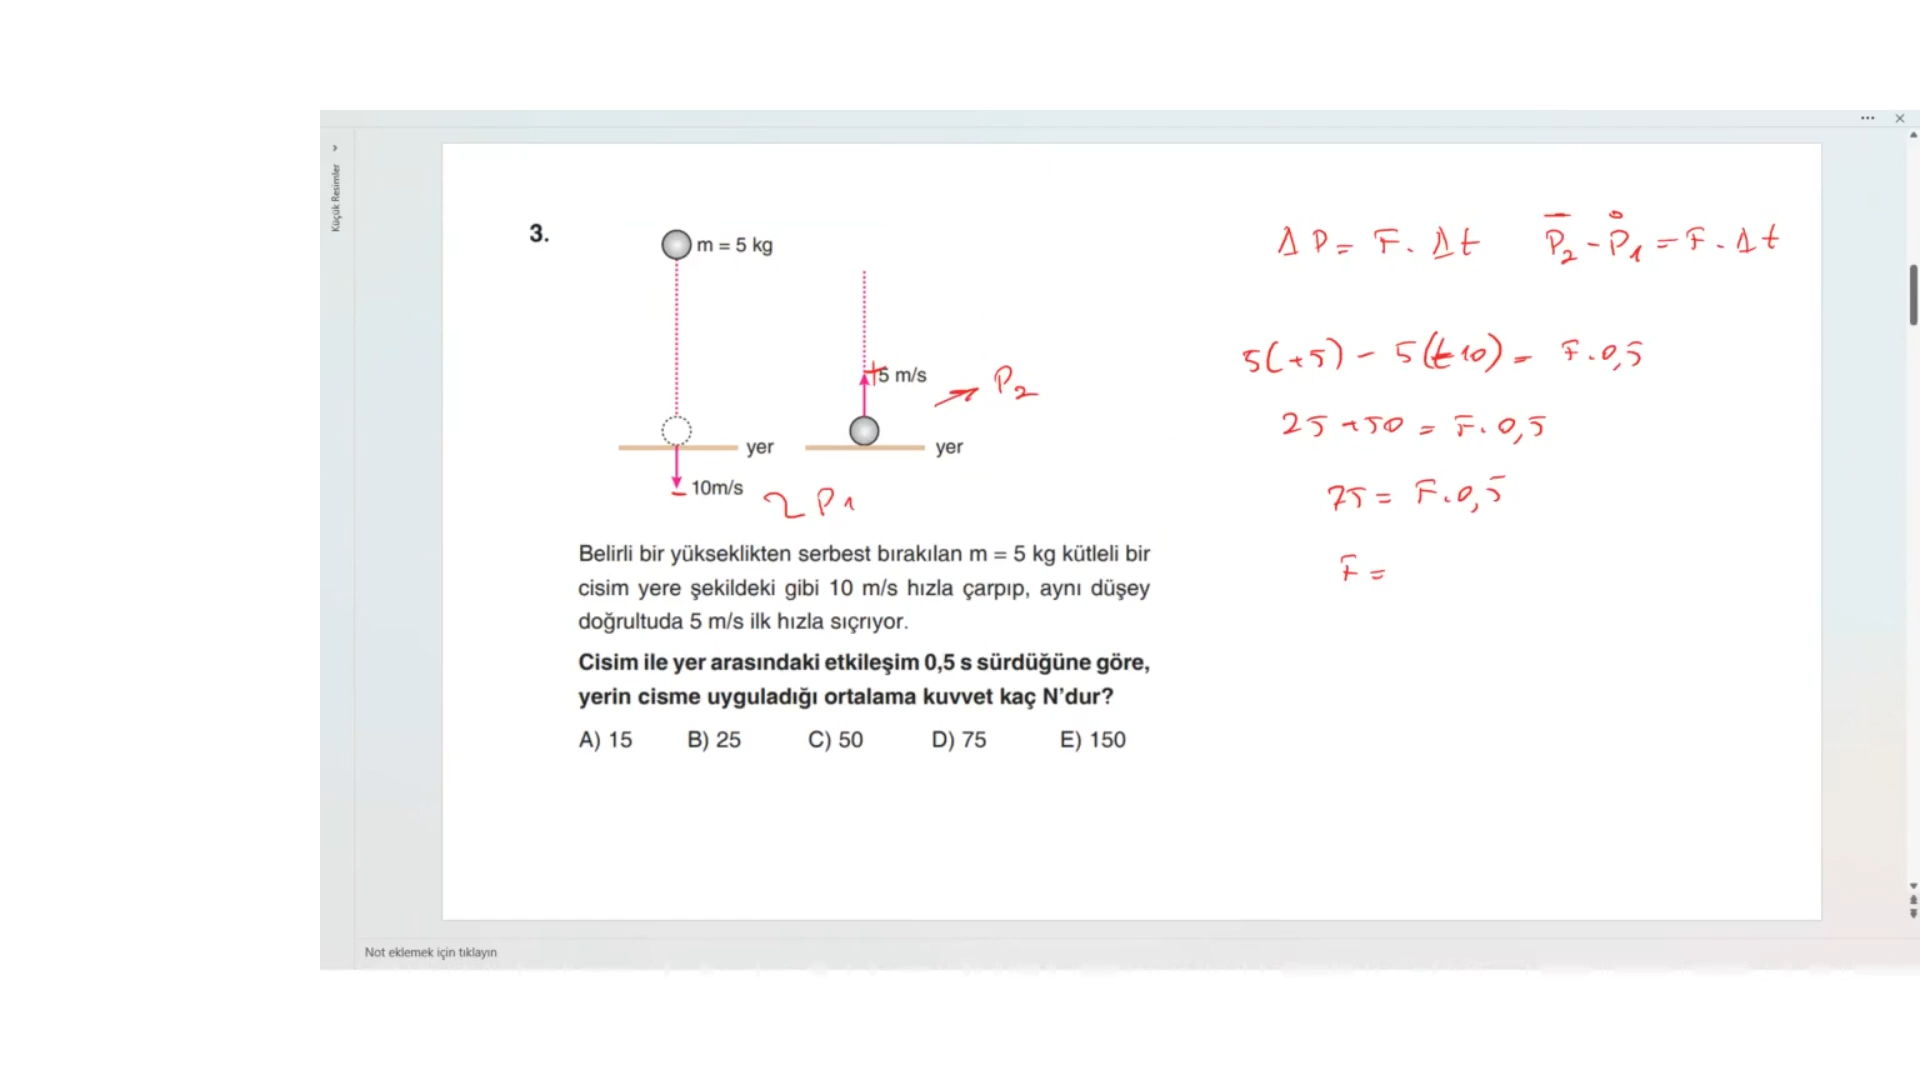 Küçük Resimler
3.
m = 5 kg
+5 m/s
P2
yer
yer
- 10m/s
P1
Belirli bir yükseklikten serbest bırakılan m = 5 kg kütleli bir
cisim yere şekildeki gibi 10 m/s hızla çarpıp, aynı düşey
doğrultuda 5 m/s ilk hızla sıçrıyor.
Cisim ile yer arasındaki etkileşim 0,5 s sürdüğüne göre,
yerin cisme uyguladığı ortalama kuvvet kaç N'dur?
A) 15 B) 25 C) 50 D) 75 E) 150
ΔP = F . Δt P2 - P1 = F . Δt
5(+5) - 5(-10) = F . 0,5
25 + 50 = F . 0,5
75 = F . 0,5
F =
Not eklemek için tıklayın